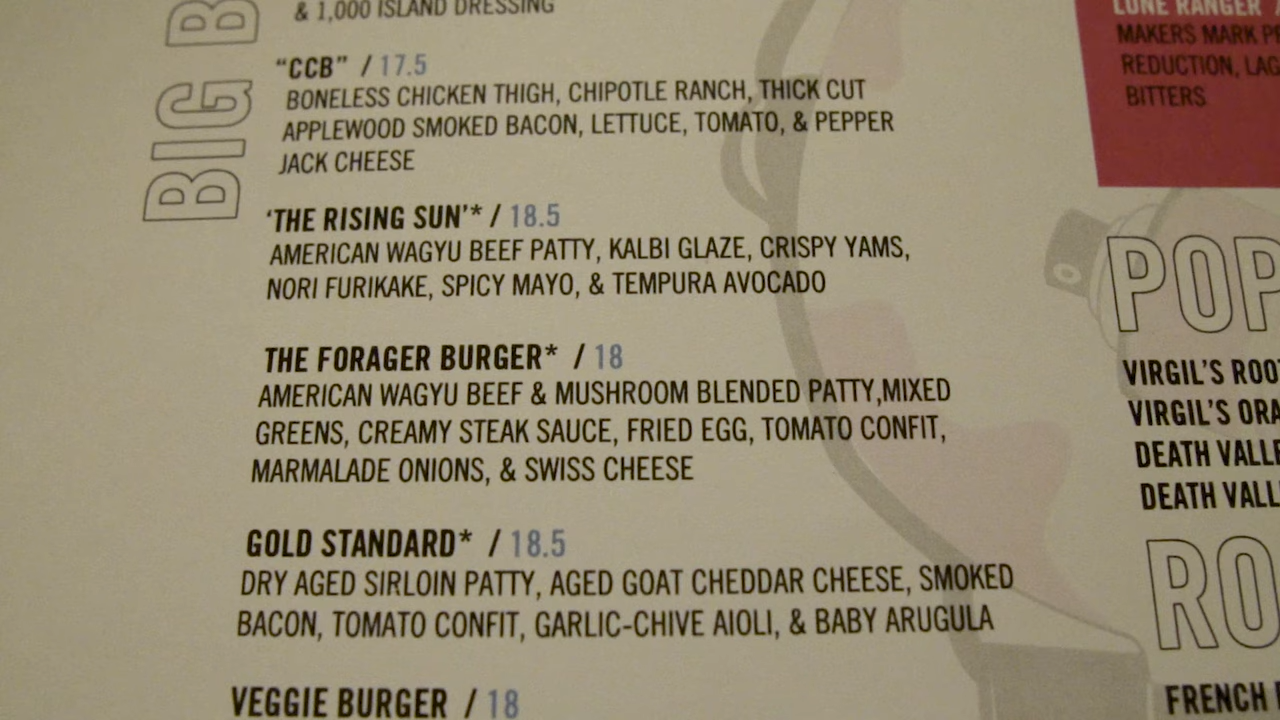 & 1,000 ISLAND DRESSING
BIG B
"CCB" / 17.5
BONELESS CHICKEN THIGH, CHIPOTLE RANCH, THICK CUT
APPLEWOOD SMOKED BACON, LETTUCE, TOMATO, & PEPPER
JACK CHEESE
'THE RISING SUN'* / 18.5
AMERICAN WAGYU BEEF PATTY, KALBI GLAZE, CRISPY YAMS,
NORI FURIKAKE, SPICY MAYO, & TEMPURA AVOCADO
THE FORAGER BURGER* / 18
AMERICAN WAGYU BEEF & MUSHROOM BLENDED PATTY,MIXED
GREENS, CREAMY STEAK SAUCE, FRIED EGG, TOMATO CONFIT,
MARMALADE ONIONS, & SWISS CHEESE
GOLD STANDARD* / 18.5
DRY AGED SIRLOIN PATTY, AGED GOAT CHEDDAR CHEESE, SMOKED
BACON, TOMATO CONFIT, GARLIC-CHIVE AIOLI, & BABY ARUGULA
VEGGIE BURGER / 18
LONE RANGER /
MAKERS MARK
REDUCTION, LAG
BITTERS
POP
VIRGIL'S ROO
VIRGIL'S ORA
DEATH VALLE
DEATH VALL
RO
FRENCH